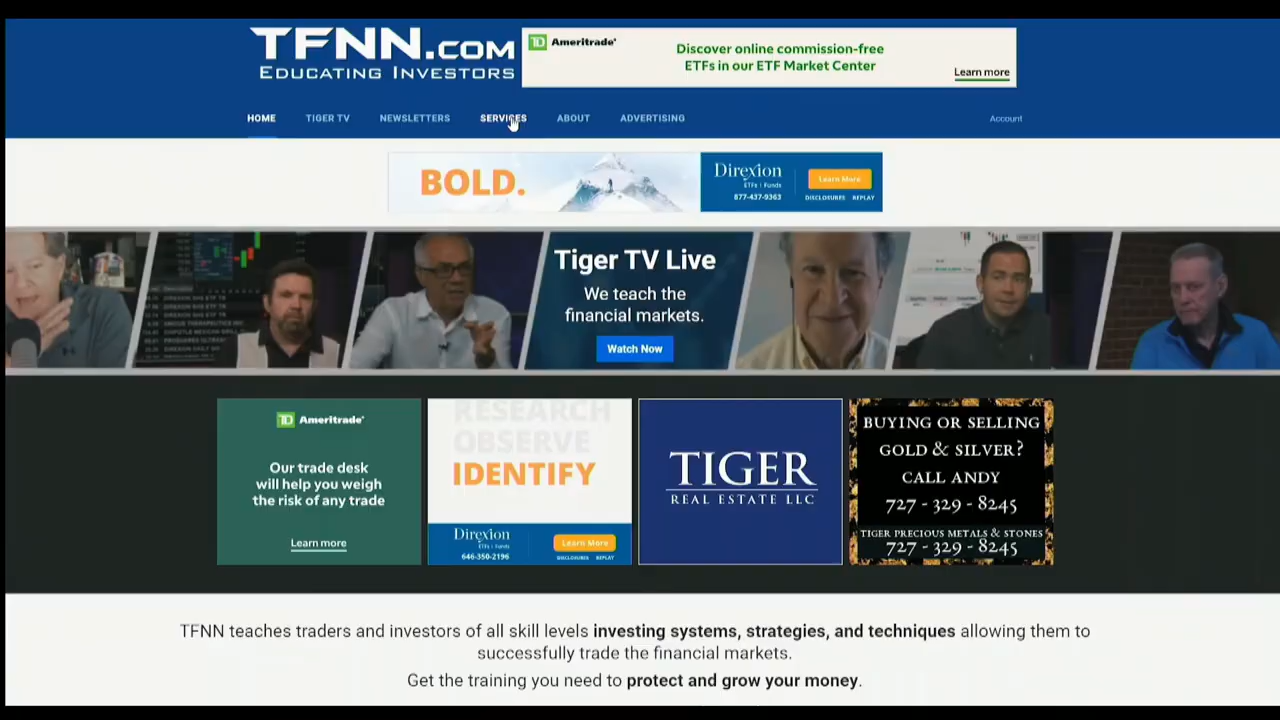 TFNN.COM
EDUCATING INVESTORS
TD Ameritrade
Discover online commission-free
ETFs in our ETF Market Center
Learn more
HOME TIGER TV NEWSLETTERS SERVICES ABOUT ADVERTISING Account
BOLD.
Direxion
ETFs | Funds
877-437-9363
Learn More
DISCLOSURES REPLAY
Tiger TV Live
We teach the
financial markets.
Watch Now
TD Ameritrade
Our trade desk
will help you weigh
the risk of any trade
Learn more
RESEARCH
OBSERVE
IDENTIFY
Direxion
ETFs | Funds
646-350-2196
Learn More
DISCLOSURES REPLAY
TIGER
REAL ESTATE LLC
BUYING OR SELLING
GOLD & SILVER?
CALL ANDY
727 - 329 - 8245
TIGER PRECIOUS METALS & STONES
727 - 329 - 8245
TFNN teaches traders and investors of all skill levels investing systems, strategies, and techniques allowing them to
successfully trade the financial markets.
Get the training you need to protect and grow your money.